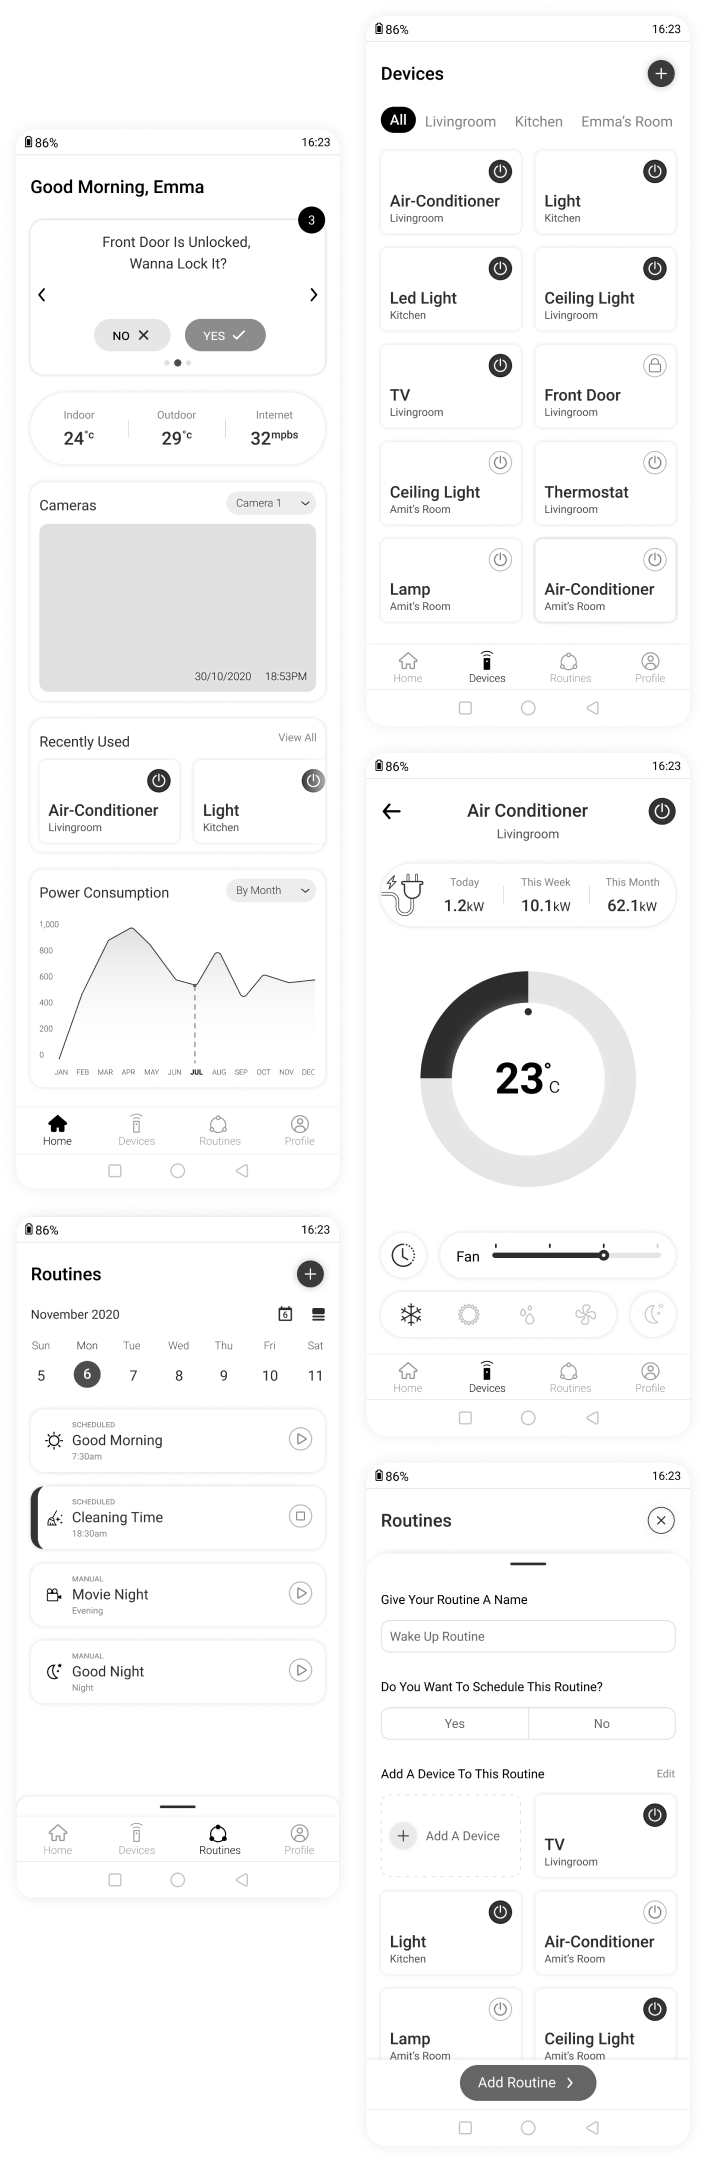 86%
16:23
Good Morning, Emma
3
Front Door Is Unlocked,
Wanna Lock It?
NO
YES
Indoor
Outdoor
Internet
24°c
29°c
32mpbs
Cameras
Camera 1
30/10/2020 18:53PM
Recently Used
View All
Air-Conditioner
Livingroom
Light
Kitchen
Power Consumption
By Month
1,000
800
600
400
200
0
JAN FEB MAR APR MAY JUN JUL AUG SEP OCT NOV DEC
Home
Devices
Routines
Profile
86%
16:23
Routines
November 2020
6
Sun Mon Tue Wed Thu Fri Sat
5 6 7 8 9 10 11
SCHEDULED
Good Morning
7:30am
SCHEDULED
Cleaning Time
18:30am
MANUAL
Movie Night
Evening
MANUAL
Good Night
Night
Home
Devices
Routines
Profile
86%
16:23
Devices
All
Livingroom
Kitchen
Emma's Room
Air-Conditioner
Livingroom
Light
Kitchen
Led Light
Kitchen
Ceiling Light
Livingroom
TV
Livingroom
Front Door
Livingroom
Ceiling Light
Amit's Room
Thermostat
Livingroom
Lamp
Amit's Room
Air-Conditioner
Amit's Room
Home
Devices
Routines
Profile
86%
16:23
Air Conditioner
Livingroom
Today
This Week
This Month
1.2kW
10.1kW
62.1kW
23°C
Fan
Home
Devices
Routines
Profile
86%
16:23
Routines
Give Your Routine A Name
Wake Up Routine
Do You Want To Schedule This Routine?
Yes
No
Add A Device To This Routine
Edit
Add A Device
TV
Livingroom
Light
Kitchen
Air-Conditioner
Amit's Room
Lamp
Amit's Room
Ceiling Light
Amit's Room
Add Routine